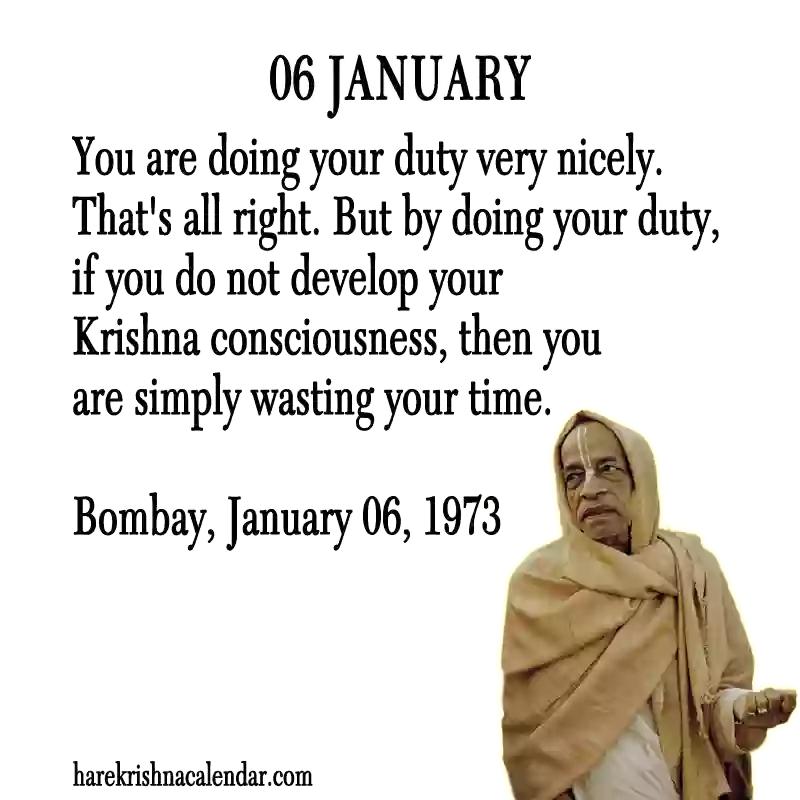 06 JANUARY
You are doing your duty very nicely.
That's all right. But by doing your duty,
if you do not develop your
Krishna consciousness, then you
are simply wasting your time.
Bombay, January 06, 1973
harekrishnacalendar.com